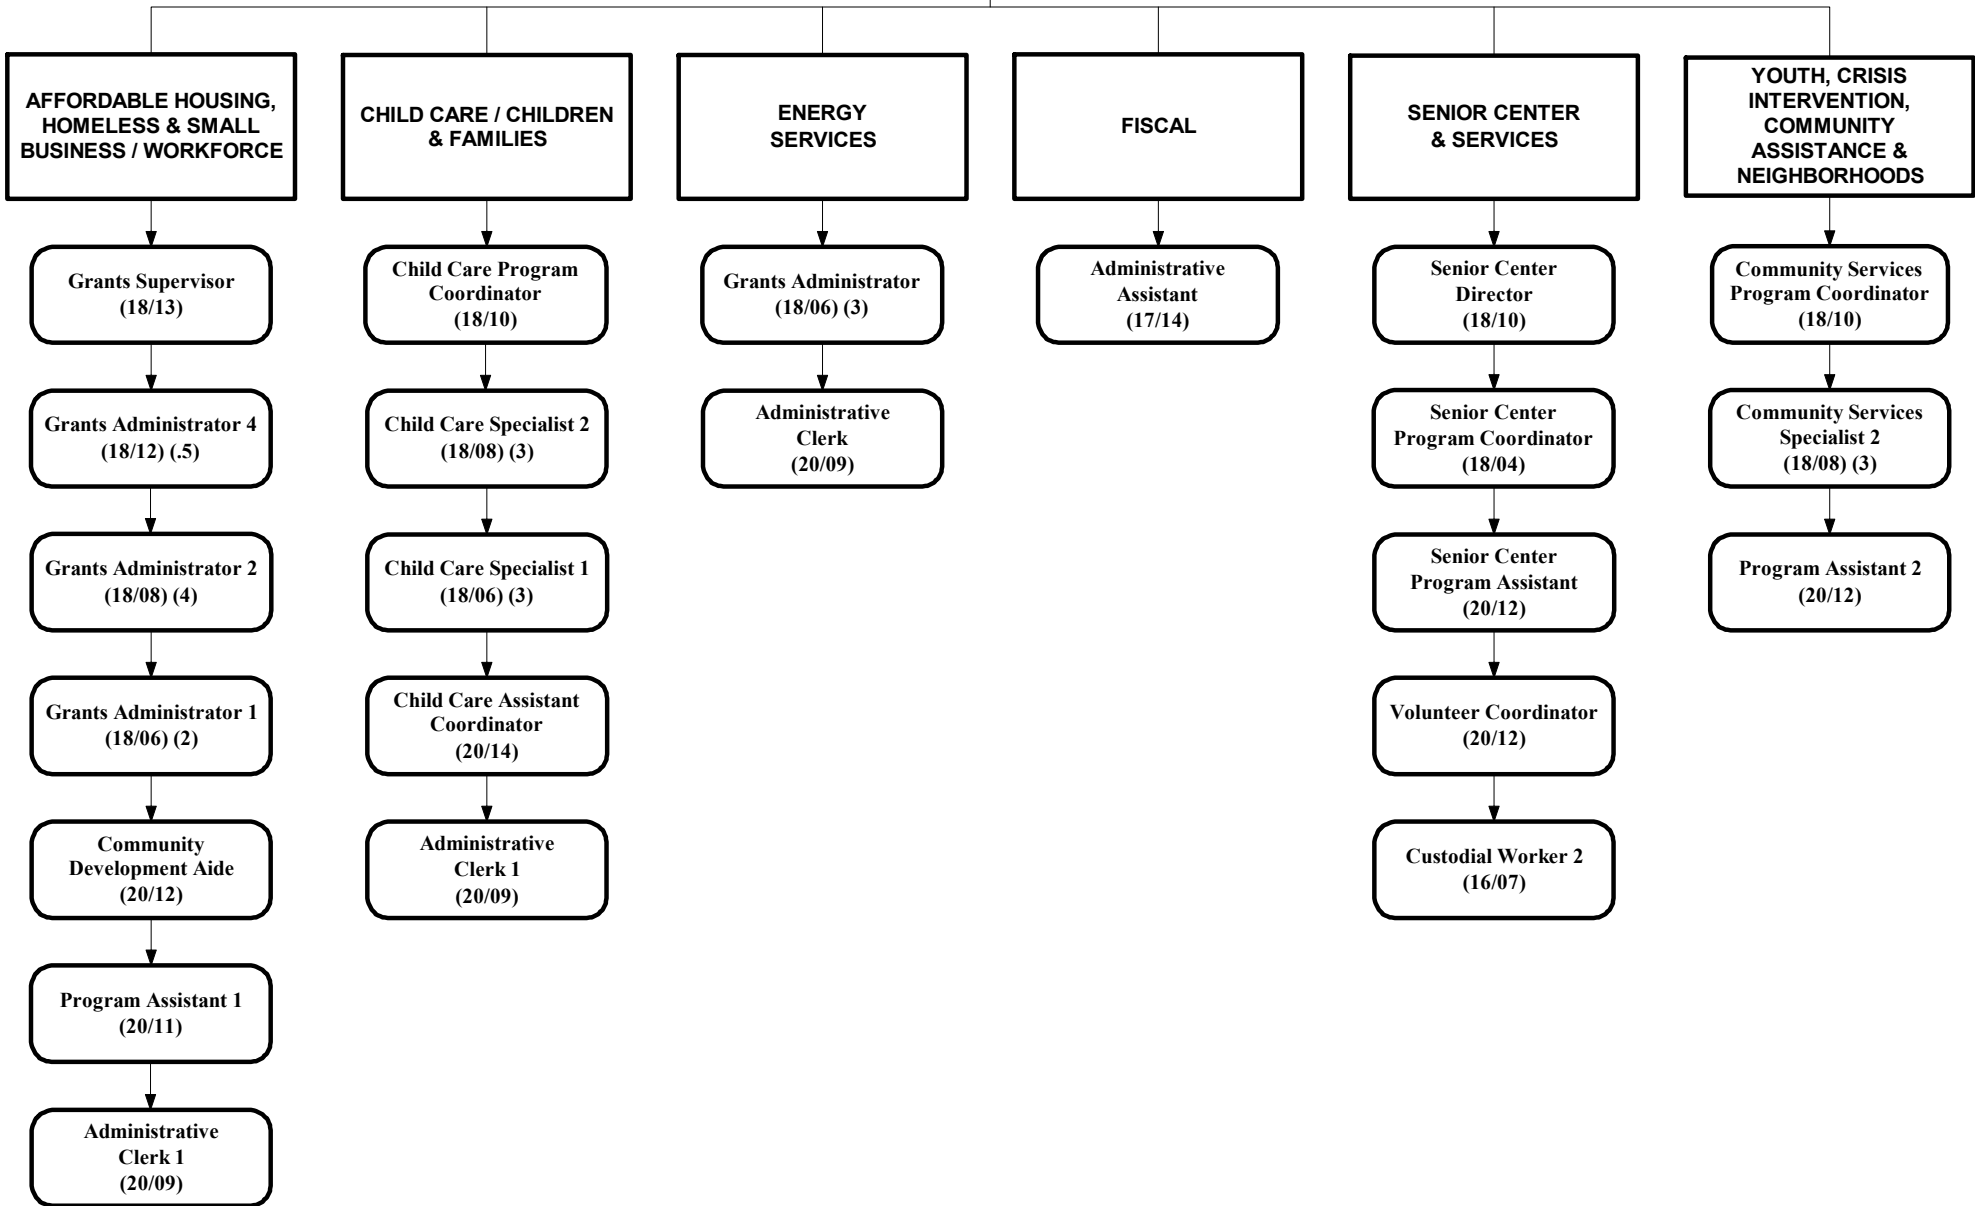 AFFORDABLE HOUSING,
HOMELESS & SMALL
BUSINESS / WORKFORCE
Grants Supervisor
(18/13)
Grants Administrator 4
(18/12) (.5)
Grants Administrator 2
(18/08) (4)
Grants Administrator 1
(18/06) (2)
Community
Development Aide
(20/12)
Program Assistant 1
(20/11)
Administrative
Clerk 1
(20/09)
CHILD CARE / CHILDREN
& FAMILIES
Child Care Program
Coordinator
(18/10)
Child Care Specialist 2
(18/08) (3)
Child Care Specialist 1
(18/06) (3)
Child Care Assistant
Coordinator
(20/14)
Administrative
Clerk 1
(20/09)
ENERGY
SERVICES
Grants Administrator
(18/06) (3)
Administrative
Clerk
(20/09)
FISCAL
Administrative
Assistant
(17/14)
SENIOR CENTER
& SERVICES
Senior Center
Director
(18/10)
Senior Center
Program Coordinator
(18/04)
Senior Center
Program Assistant
(20/12)
Volunteer Coordinator
(20/12)
Custodial Worker 2
(16/07)
YOUTH, CRISIS
INTERVENTION,
COMMUNITY
ASSISTANCE &
NEIGHBORHOODS
Community Services
Program Coordinator
(18/10)
Community Services
Specialist 2
(18/08) (3)
Program Assistant 2
(20/12)